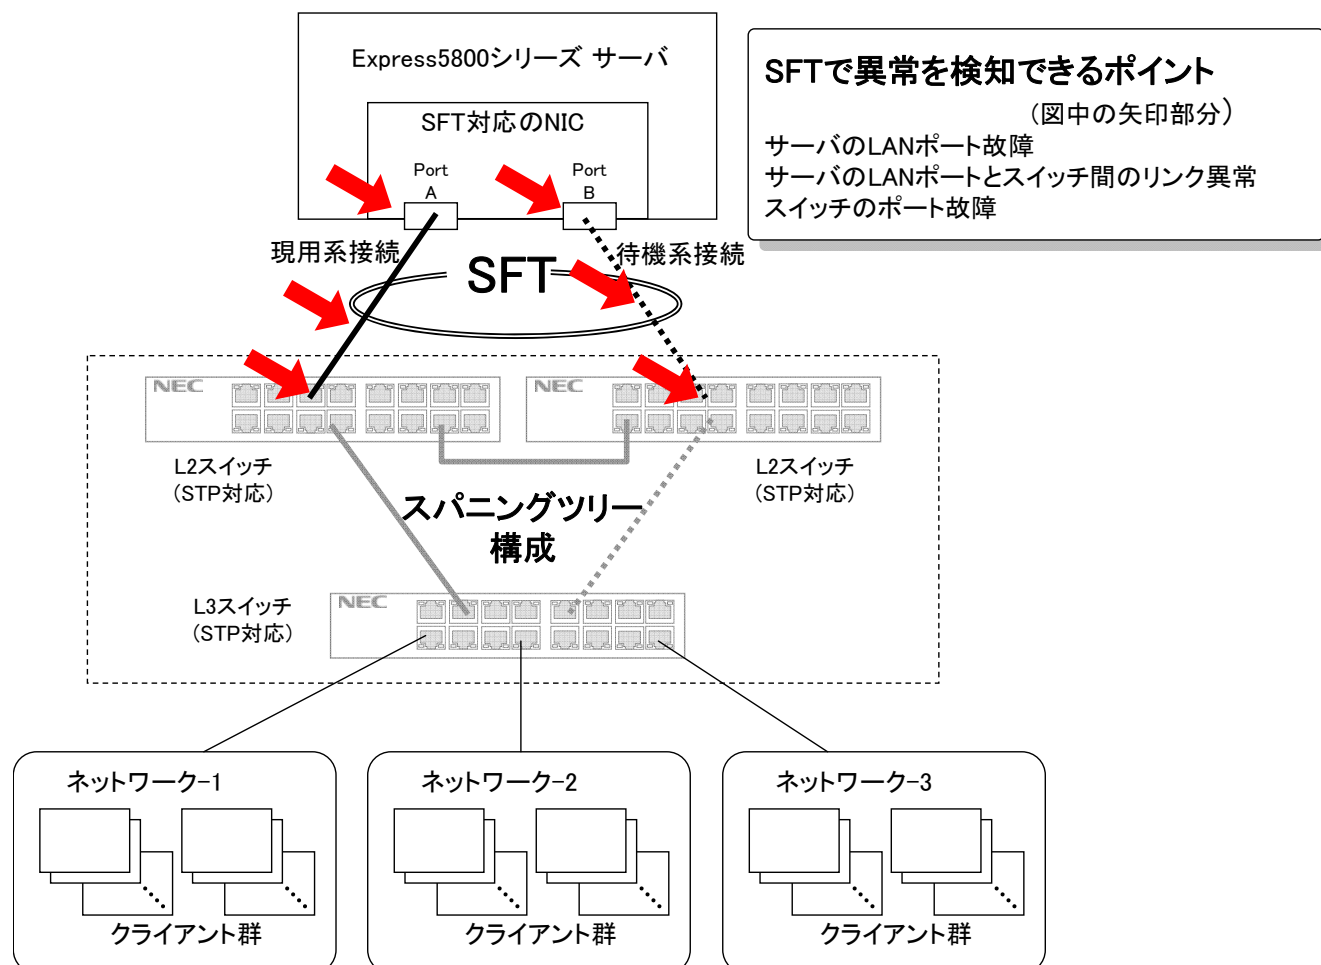 Express5800シリーズ サーバ
SFT対応のNIC
Port
A
Port
B
SFTで異常を検知できるポイント
(図中の矢印部分)
サーバのLANポート故障
サーバのLANポートとスイッチ間のリンク異常
スイッチのポート故障
現用系接続
待機系接続
SFT
NEC
NEC
L2スイッチ
(STP対応)
L2スイッチ
(STP対応)
スパニングツリー
構成
L3スイッチ
(STP対応)
NEC
ネットワーク-1
クライアント群
ネットワーク-2
クライアント群
ネットワーク-3
クライアント群